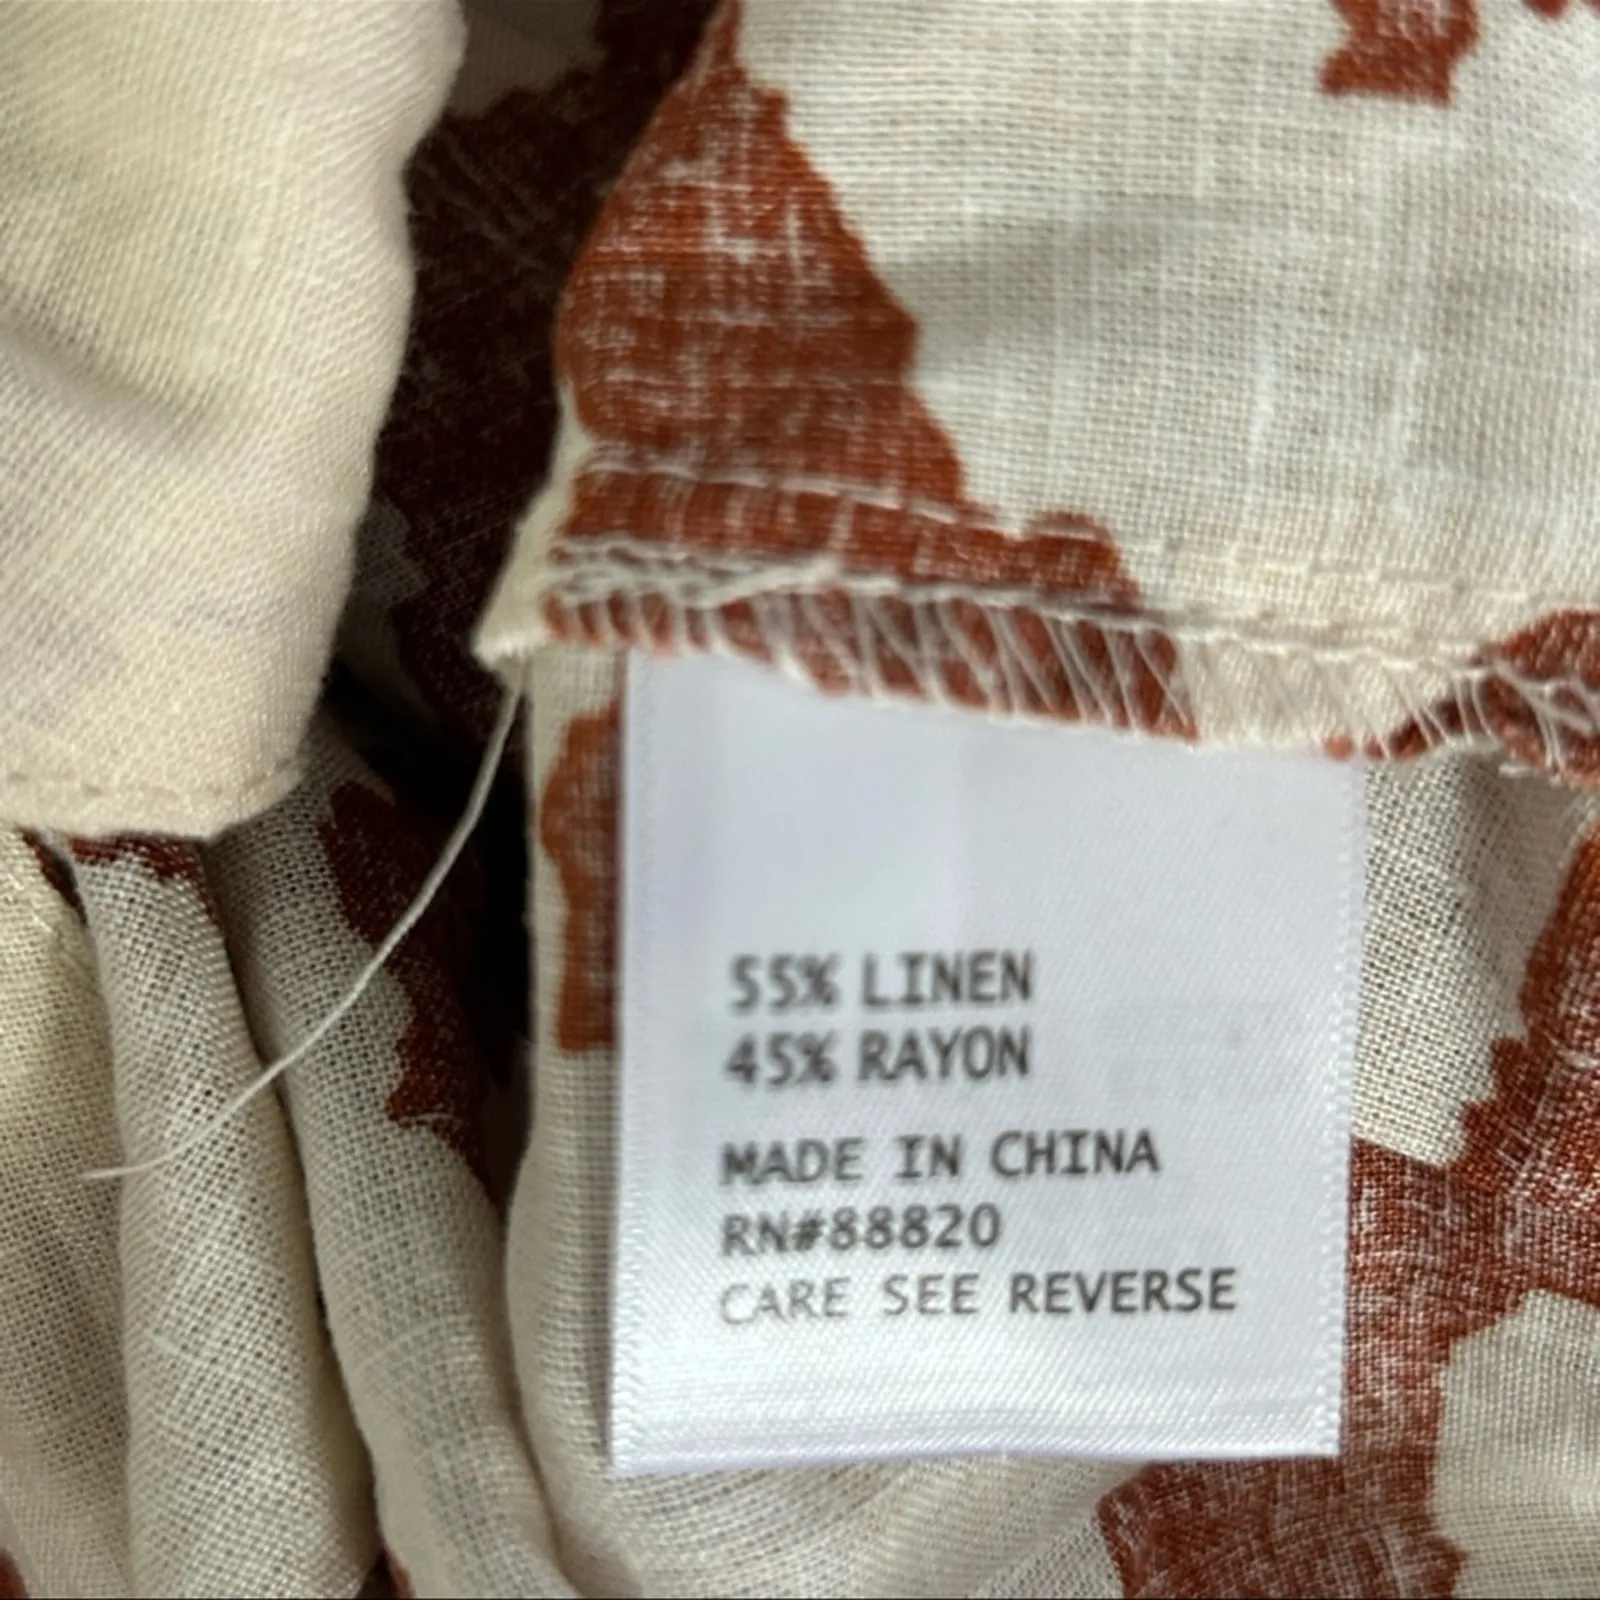 55% LINEN
45% RAYON
MADE IN CHINA
RN#88820
CARE SEE REVERSE